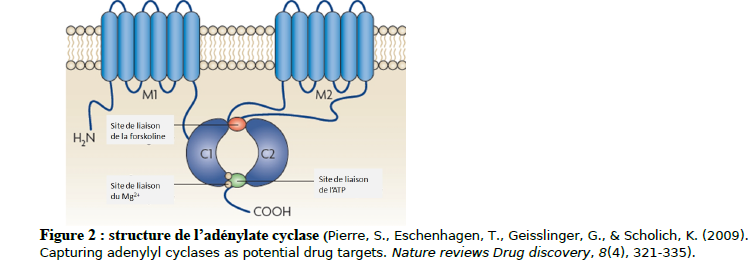 M1
M2
Site de liaison
de la forskoline
H₂N
C1
C2
Site de liaison
du Mg²⁺
Site de liaison
de l'ATP
COOH
Figure 2 : structure de l'adénylate cyclase (Pierre, S., Eschenhagen, T., Geisslinger, G., & Scholich, K. (2009).
Capturing adenylyl cyclases as potential drug targets. Nature reviews Drug discovery, 8(4), 321-335).